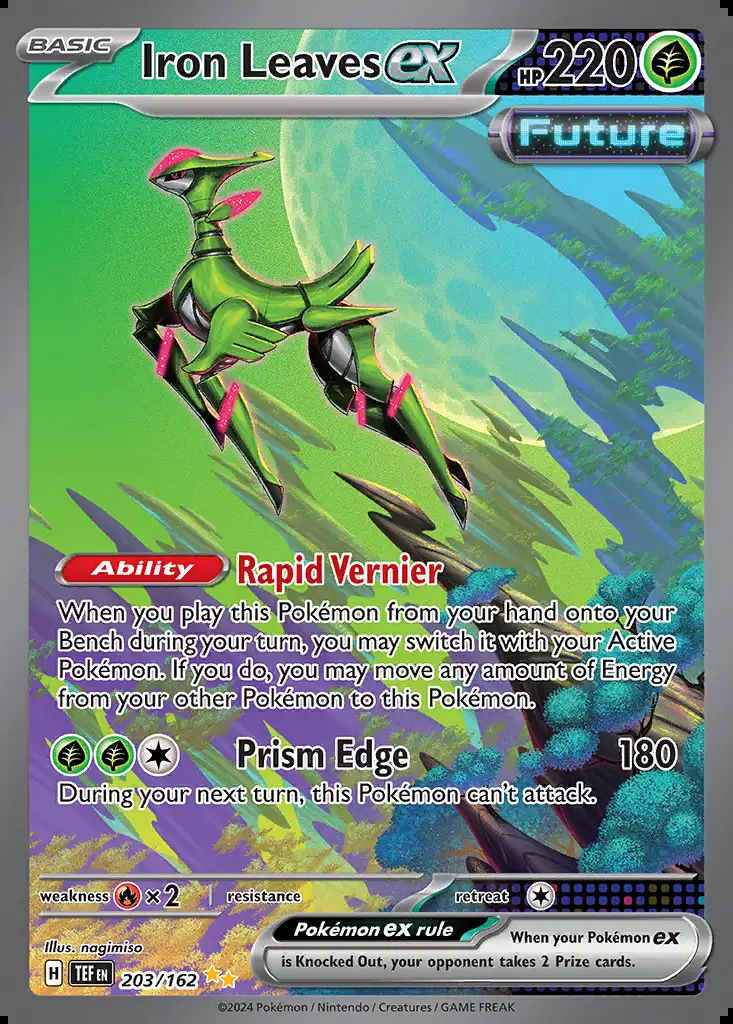 BASIC Iron Leaves ex HP 220
Future
Ability Rapid Vernier
When you play this Pokémon from your hand onto your
Bench during your turn, you may switch it with your Active
Pokémon. If you do, you may move any amount of Energy
from your other Pokémon to this Pokémon.
Prism Edge 180
During your next turn, this Pokémon can't attack.
weakness ×2 resistance retreat
Pokémon ex rule When your Pokémon ex
is Knocked Out, your opponent takes 2 Prize cards.
Illus. nagimiso
H TEF EN 203/162
©2024 Pokémon / Nintendo / Creatures / GAME FREAK